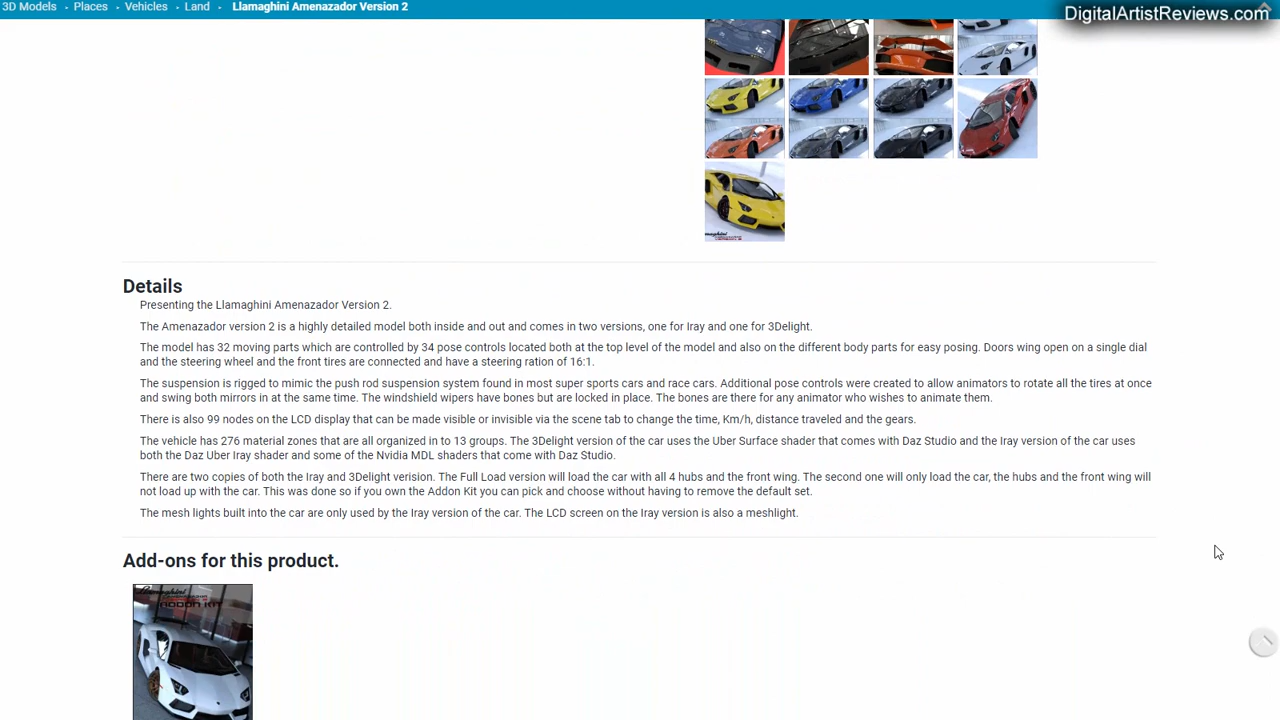 3D Models - Places - Vehicles - Land - Llamaghini Amenazador Version 2
DigitalArtistReviews.com
Details
Presenting the Llamaghini Amenazador Version 2.
The Amenazador version 2 is a highly detailed model both inside and out and comes in two versions, one for Iray and one for 3Delight.
The model has 32 moving parts which are controlled by 34 pose controls located both at the top level of the model and also on the different body parts for easy posing. Doors wing open on a single dial
and the steering wheel and the front tires are connected and have a steering ration of 16:1.
The suspension is rigged to mimic the push rod suspension system found in most super sports cars and race cars. Additional pose controls were created to allow animators to rotate all the tires at once
and swing both mirrors in at the same time. The windshield wipers have bones but are locked in place. The bones are there for any animator who wishes to animate them.
There is also 99 nodes on the LCD display that can be made visible or invisible via the scene tab to change the time, Km/h, distance traveled and the gears.
The vehicle has 276 material zones that are all organized in to 13 groups. The 3Delight version of the car uses the Uber Surface shader that comes with Daz Studio and the Iray version of the car uses
both the Daz Uber Iray shader and some of the Nvidia MDL shaders that come with Daz Studio.
There are two copies of both the Iray and 3Delight verision. The Full Load version will load the car with all 4 hubs and the front wing. The second one will only load the car, the hubs and the front wing will
not load up with the car. This was done so if you own the Addon Kit you can pick and choose without having to remove the default set.
The mesh lights built into the car are only used by the Iray version of the car. The LCD screen on the Iray version is also a meshlight.
Add-ons for this product.
Llamaghini
ADDON KIT